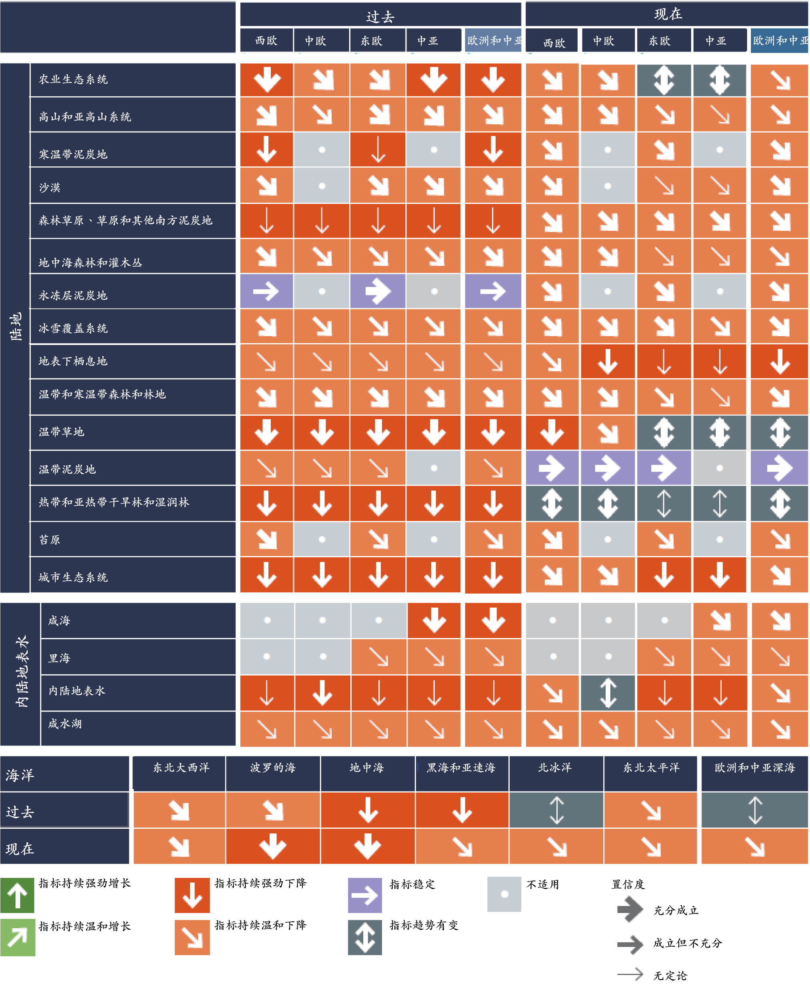 过去
现在
西欧
中欧
东欧
中亚
欧洲和中亚
西欧
中欧
东欧
中亚
欧洲和中亚
陆地
农业生态系统
高山和亚高山系统
寒温带泥炭地
沙漠
森林草原、草原和其他南方泥炭地
地中海森林和灌木丛
永冻层泥炭地
冰雪覆盖系统
地表下栖息地
温带和寒温带森林和林地
温带草地
温带泥炭地
热带和亚热带干旱林和湿润林
苔原
城市生态系统
内陆地表水
咸海
里海
内陆地表水
咸水湖
海洋
东北大西洋
波罗的海
地中海
黑海和亚速海
北冰洋
东北太平洋
欧洲和中亚深海
过去
现在
指标持续强劲增长
指标持续强劲下降
指标稳定
不适用
置信度
指标持续温和增长
指标持续温和下降
指标趋势有变
充分成立
成立但不充分
无定论